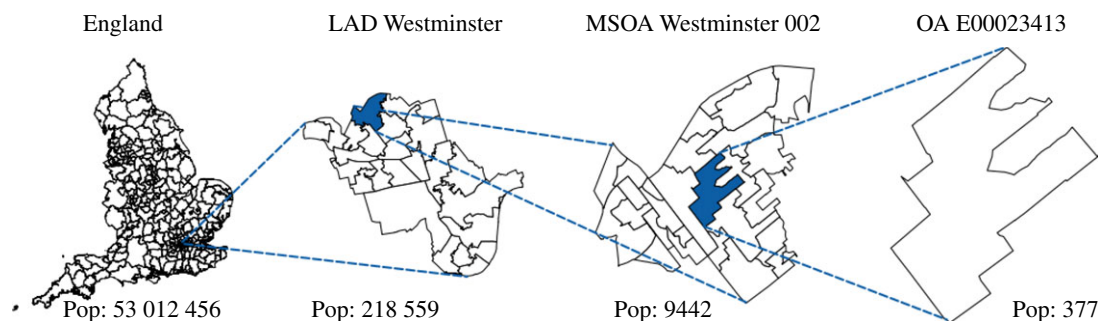 England LAD Westminster MSOA Westminster 002 OA E00023413
Pop: 53 012 456 Pop: 218 559 Pop: 9442 Pop: 377